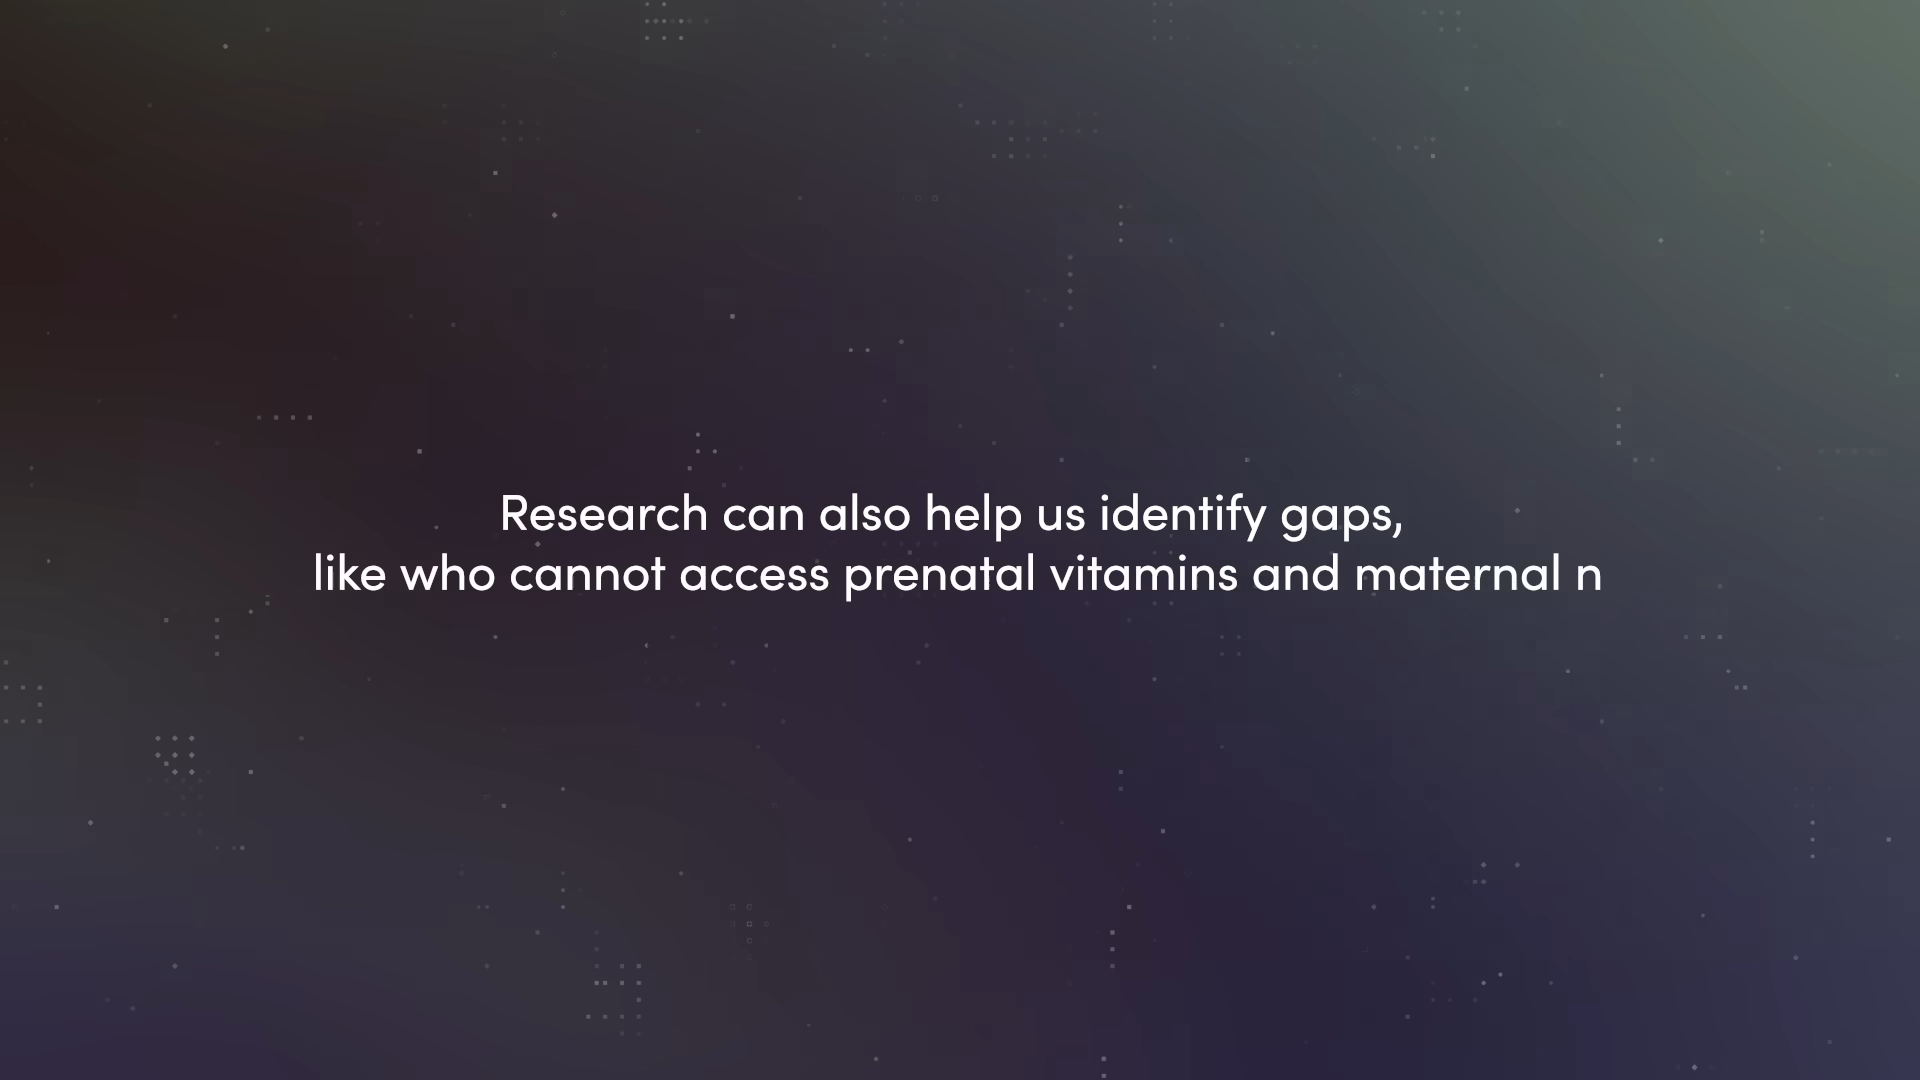 Research can also help us identify gaps,
like who cannot access prenatal vitamins and maternal n